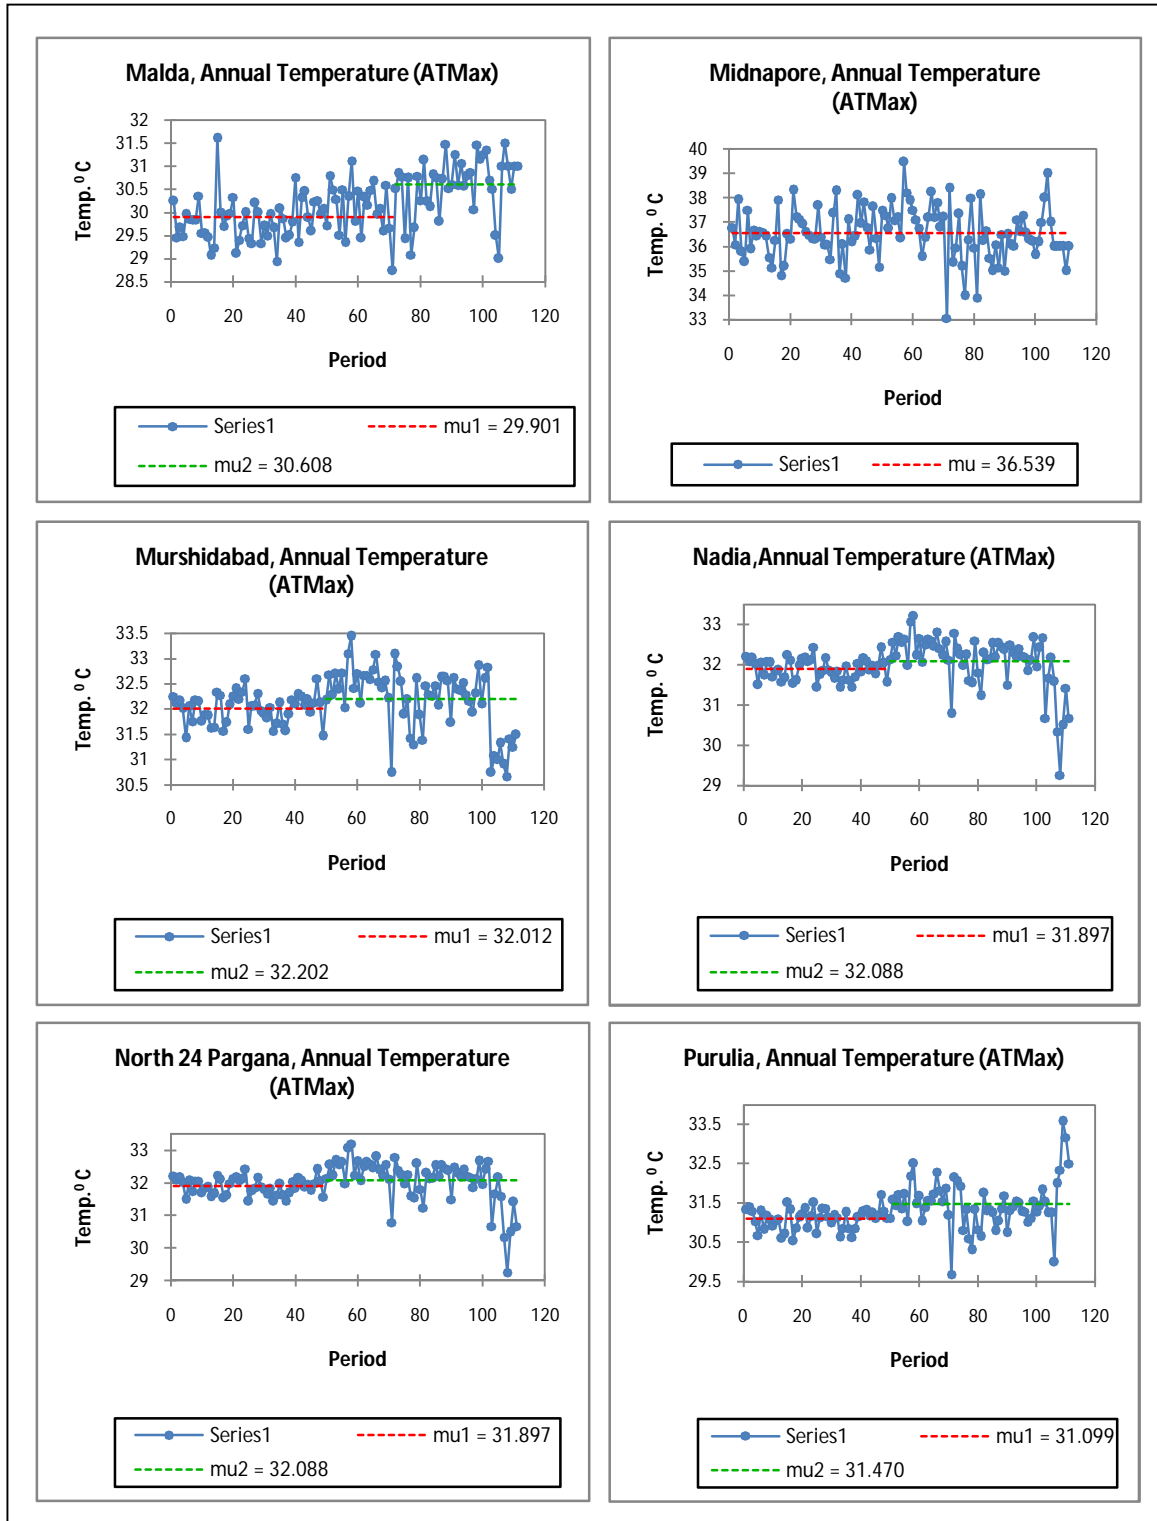 Malda, Annual Temperature (ATMax)
Temp.⁰ C
32
31.5
31
30.5
30
29.5
29
28.5
0 20 40 60 80 100 120
Period
Series1 mu1 = 29.901
mu2 = 30.608
Midnapore, Annual Temperature
(ATMax)
Temp. ⁰ C
40
39
38
37
36
35
34
33
0 20 40 60 80 100 120
Period
Series1 mu = 36.539
Murshidabad, Annual Temperature
(ATMax)
Temp. ⁰ C
33.5
33
32.5
32
31.5
31
30.5
0 20 40 60 80 100 120
Period
Series1 mu1 = 32.012
mu2 = 32.202
Nadia,Annual Temperature (ATMax)
Temp. ⁰ C
33
32
31
30
29
0 20 40 60 80 100 120
Period
Series1 mu1 = 31.897
mu2 = 32.088
North 24 Pargana, Annual Temperature
(ATMax)
Temp.⁰ C
33
32
31
30
29
0 20 40 60 80 100 120
Period
Series1 mu1 = 31.897
mu2 = 32.088
Purulia, Annual Temperature (ATMax)
Temp. ⁰ C
33.5
32.5
31.5
30.5
29.5
0 20 40 60 80 100 120
Period
Series1 mu1 = 31.099
mu2 = 31.470